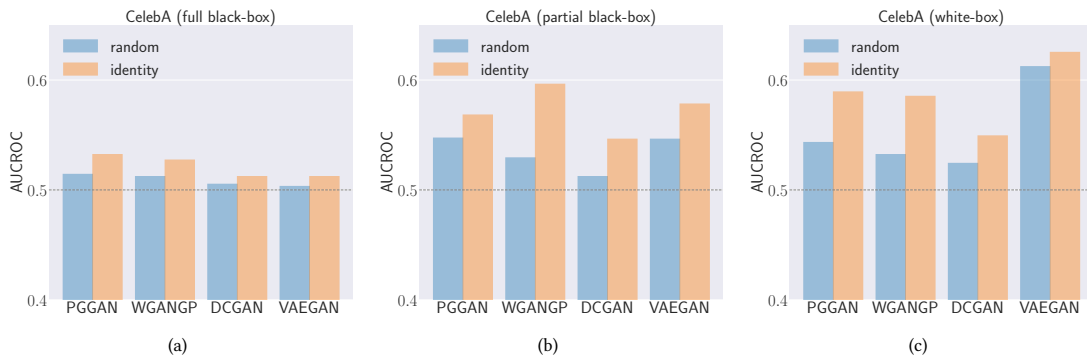 CelebA (full black-box)
random
identity
0.6
AUCROC
0.5
0.4
PGGAN WGANGP DCGAN VAEGAN
(a)
CelebA (partial black-box)
random
identity
0.6
AUCROC
0.5
0.4
PGGAN WGANGP DCGAN VAEGAN
(b)
CelebA (white-box)
random
identity
0.6
AUCROC
0.5
0.4
PGGAN WGANGP DCGAN VAEGAN
(c)